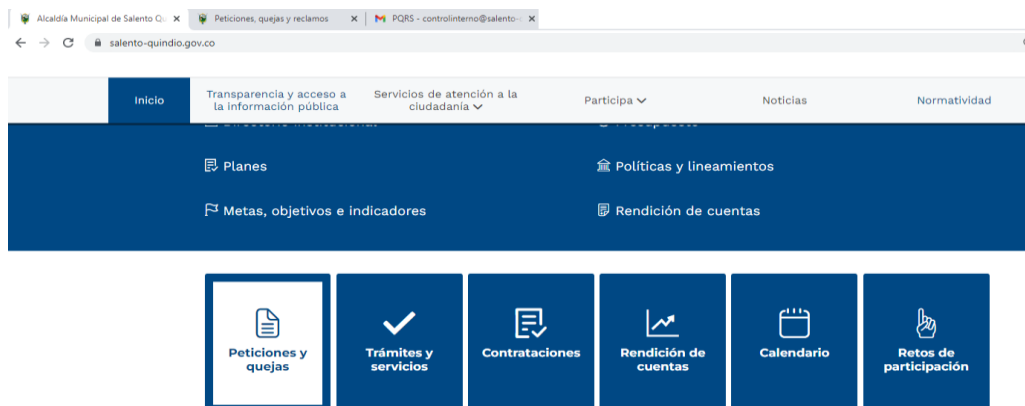 Alcaldía Municipal de Salento Qu
Peticiones, quejas y reclamos
PQRS - controlinterno@salento-
salento-quindio.gov.co
Inicio
Transparencia y acceso a
la información pública
Servicios de atención a la
ciudadanía
Participa
Noticias
Normatividad
Planes
Políticas y lineamientos
Metas, objetivos e indicadores
Rendición de cuentas
Peticiones y
quejas
Trámites y
servicios
Contrataciones
Rendición de
cuentas
Calendario
Retos de
participación